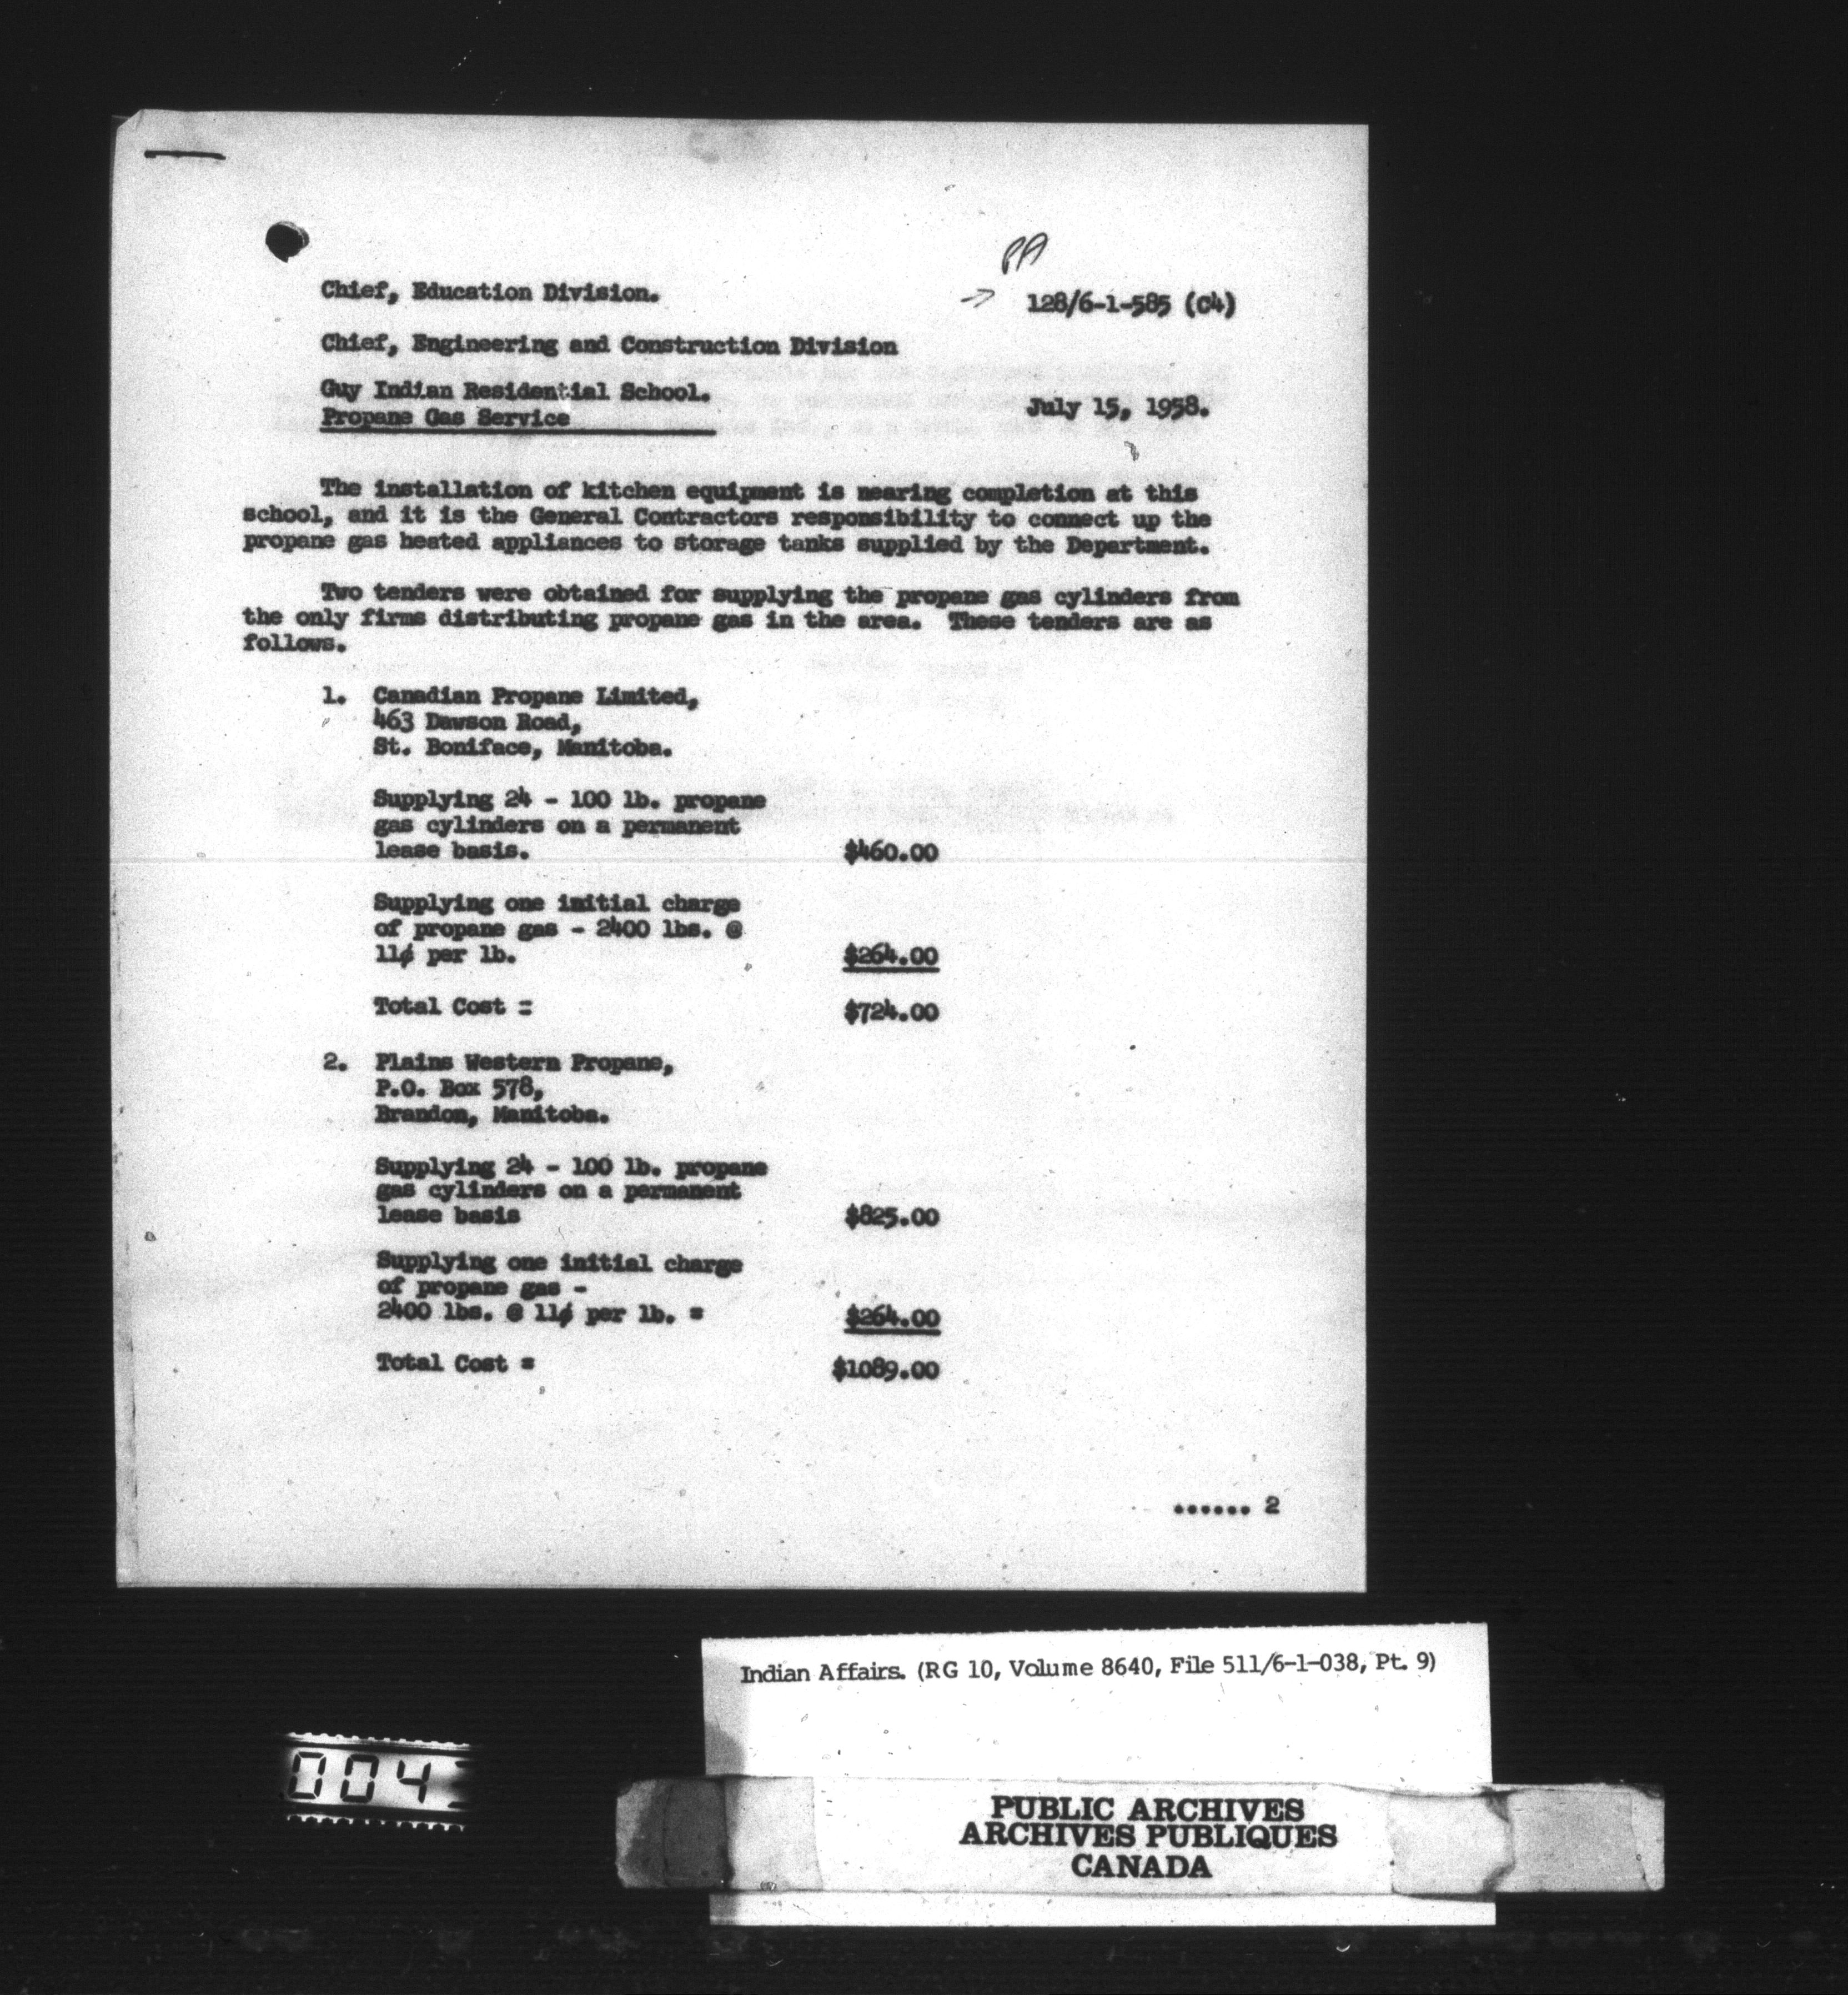 PA
Chief, Education Division.
→ 128/6-1-585 (C4)
Chief, Engineering and Construction Division
Guy Indian Residential School.
Propane Gas Service
July 15, 1958.
The installation of kitchen equipment is nearing completion at this
school, and it is the General Contractors responsibility to connect up the
propane gas heated appliances to storage tanks supplied by the Department.
Two tenders were obtained for supplying the propane gas cylinders from
the only firms distributing propane gas in the area. These tenders are as
follows.
1. Canadian Propane Limited,
463 Dawson Road,
St. Boniface, Manitoba.
Supplying 24 - 100 lb. propane
gas cylinders on a permanent
lease basis. $460.00
Supplying one initial charge
of propane gas - 2400 lbs. @
11¢ per lb. $264.00
Total Cost = $724.00
2. Plains Western Propane,
P.O. Box 578,
Brandon, Manitoba.
Supplying 24 - 100 lb. propane
gas cylinders on a permanent
lease basis $825.00
Supplying one initial charge
of propane gas -
2400 lbs. @ 11¢ per lb. = $264.00
Total Cost = $1089.00
...... 2
Indian Affairs. (RG 10, Volume 8640, File 511/6-1-038, Pt. 9)
004
PUBLIC ARCHIVES
ARCHIVES PUBLIQUES
CANADA